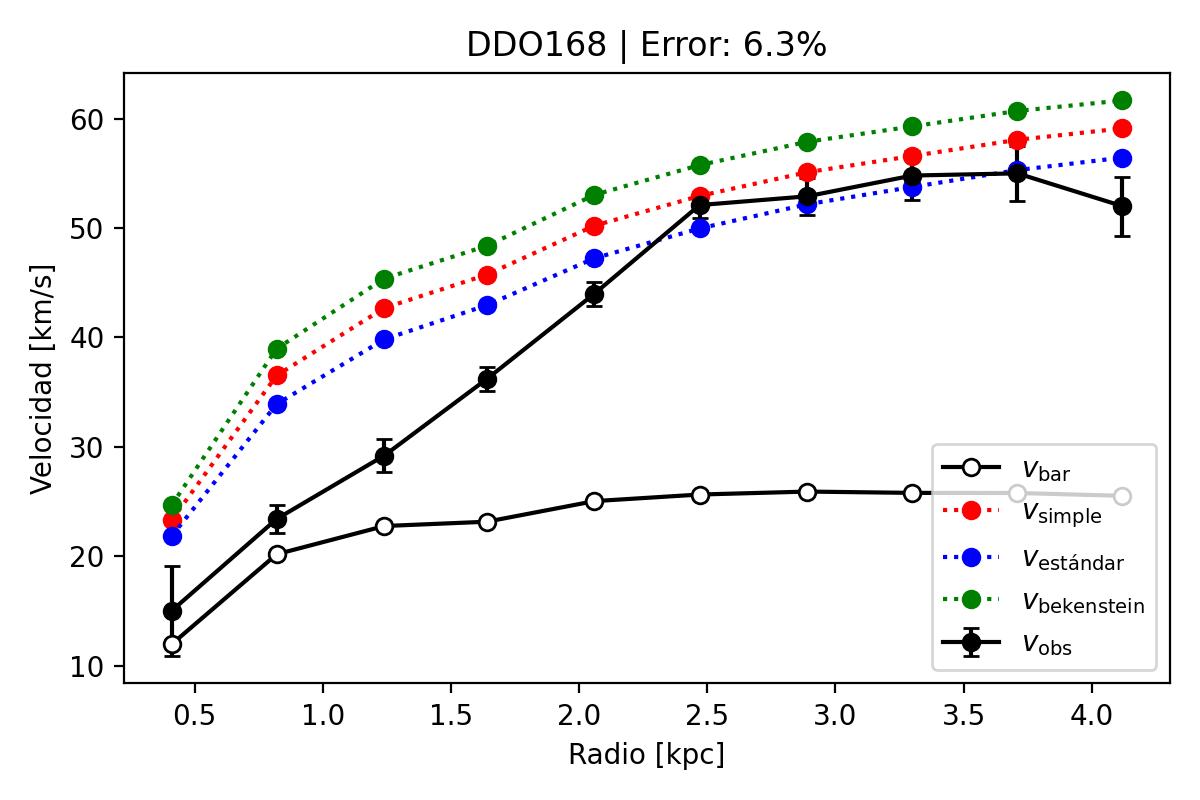 DDO168 | Error: 6.3%
Velocidad [km/s]
60
50
40
30
20
10
v_bar
v_simple
v_estándar
v_bekenstein
v_obs
0.5 1.0 1.5 2.0 2.5 3.0 3.5 4.0
Radio [kpc]